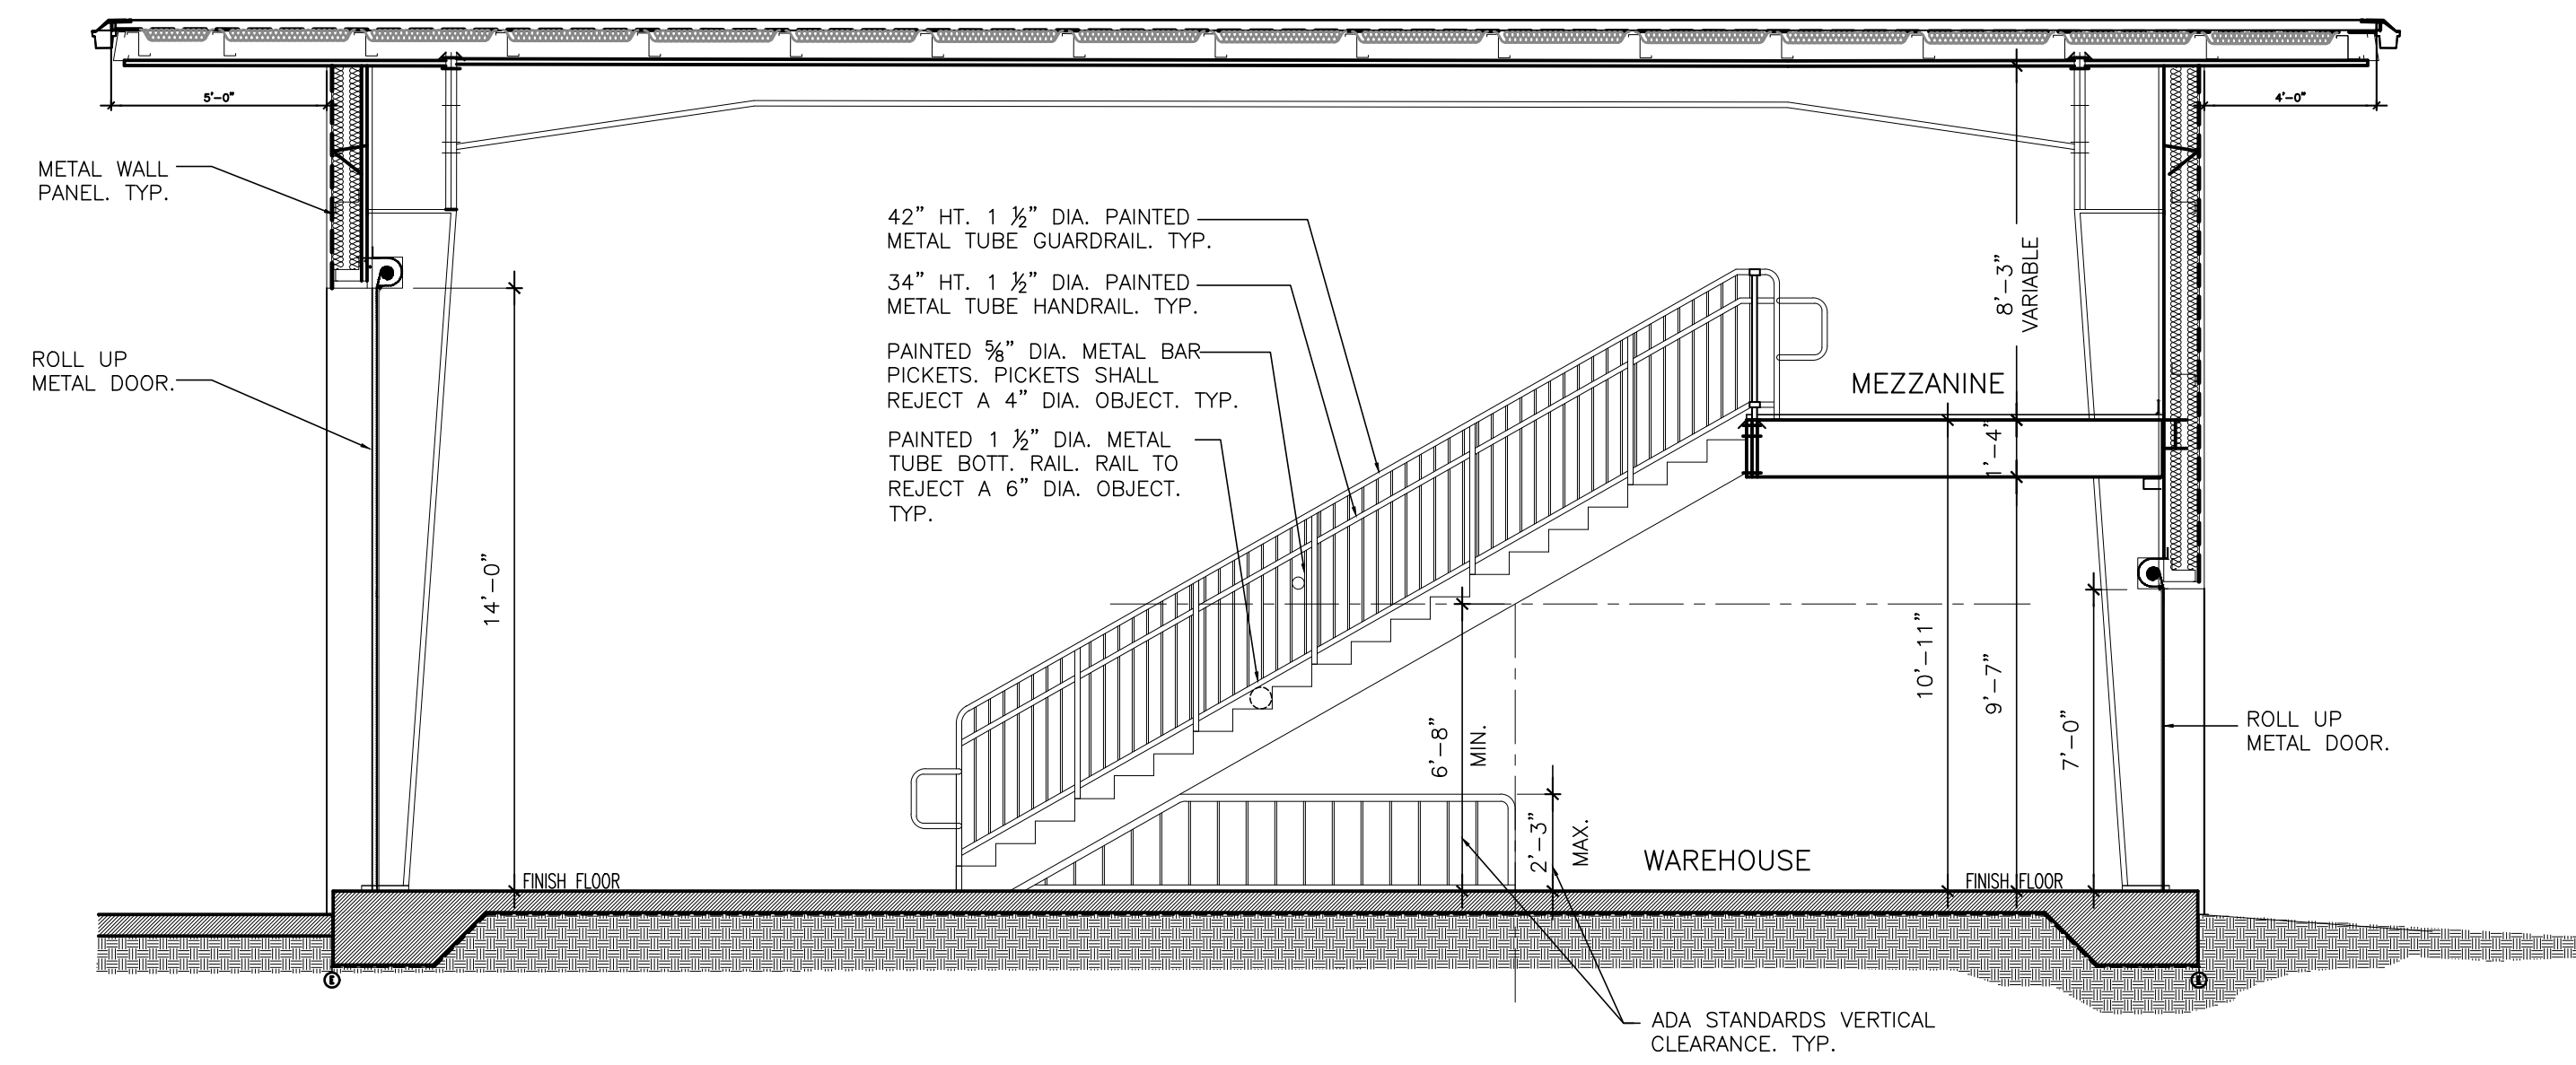 5'-0"
4'-0"
METAL WALL
PANEL. TYP.
ROLL UP
METAL DOOR.
42" HT. 1 ½" DIA. PAINTED
METAL TUBE GUARDRAIL. TYP.
34" HT. 1 ½" DIA. PAINTED
METAL TUBE HANDRAIL. TYP.
PAINTED ⅝" DIA. METAL BAR
PICKETS. PICKETS SHALL
REJECT A 4" DIA. OBJECT. TYP.
PAINTED 1 ½" DIA. METAL
TUBE BOTT. RAIL. RAIL TO
REJECT A 6" DIA. OBJECT.
TYP.
8'-3"
VARIABLE
MEZZANINE
1'-4"
14'-0"
10'-11"
9'-7"
7'-0"
6'-8"
MIN.
2'-3"
MAX.
ROLL UP
METAL DOOR.
WAREHOUSE
FINISH FLOOR
FINISH FLOOR
E
E
ADA STANDARDS VERTICAL
CLEARANCE. TYP.